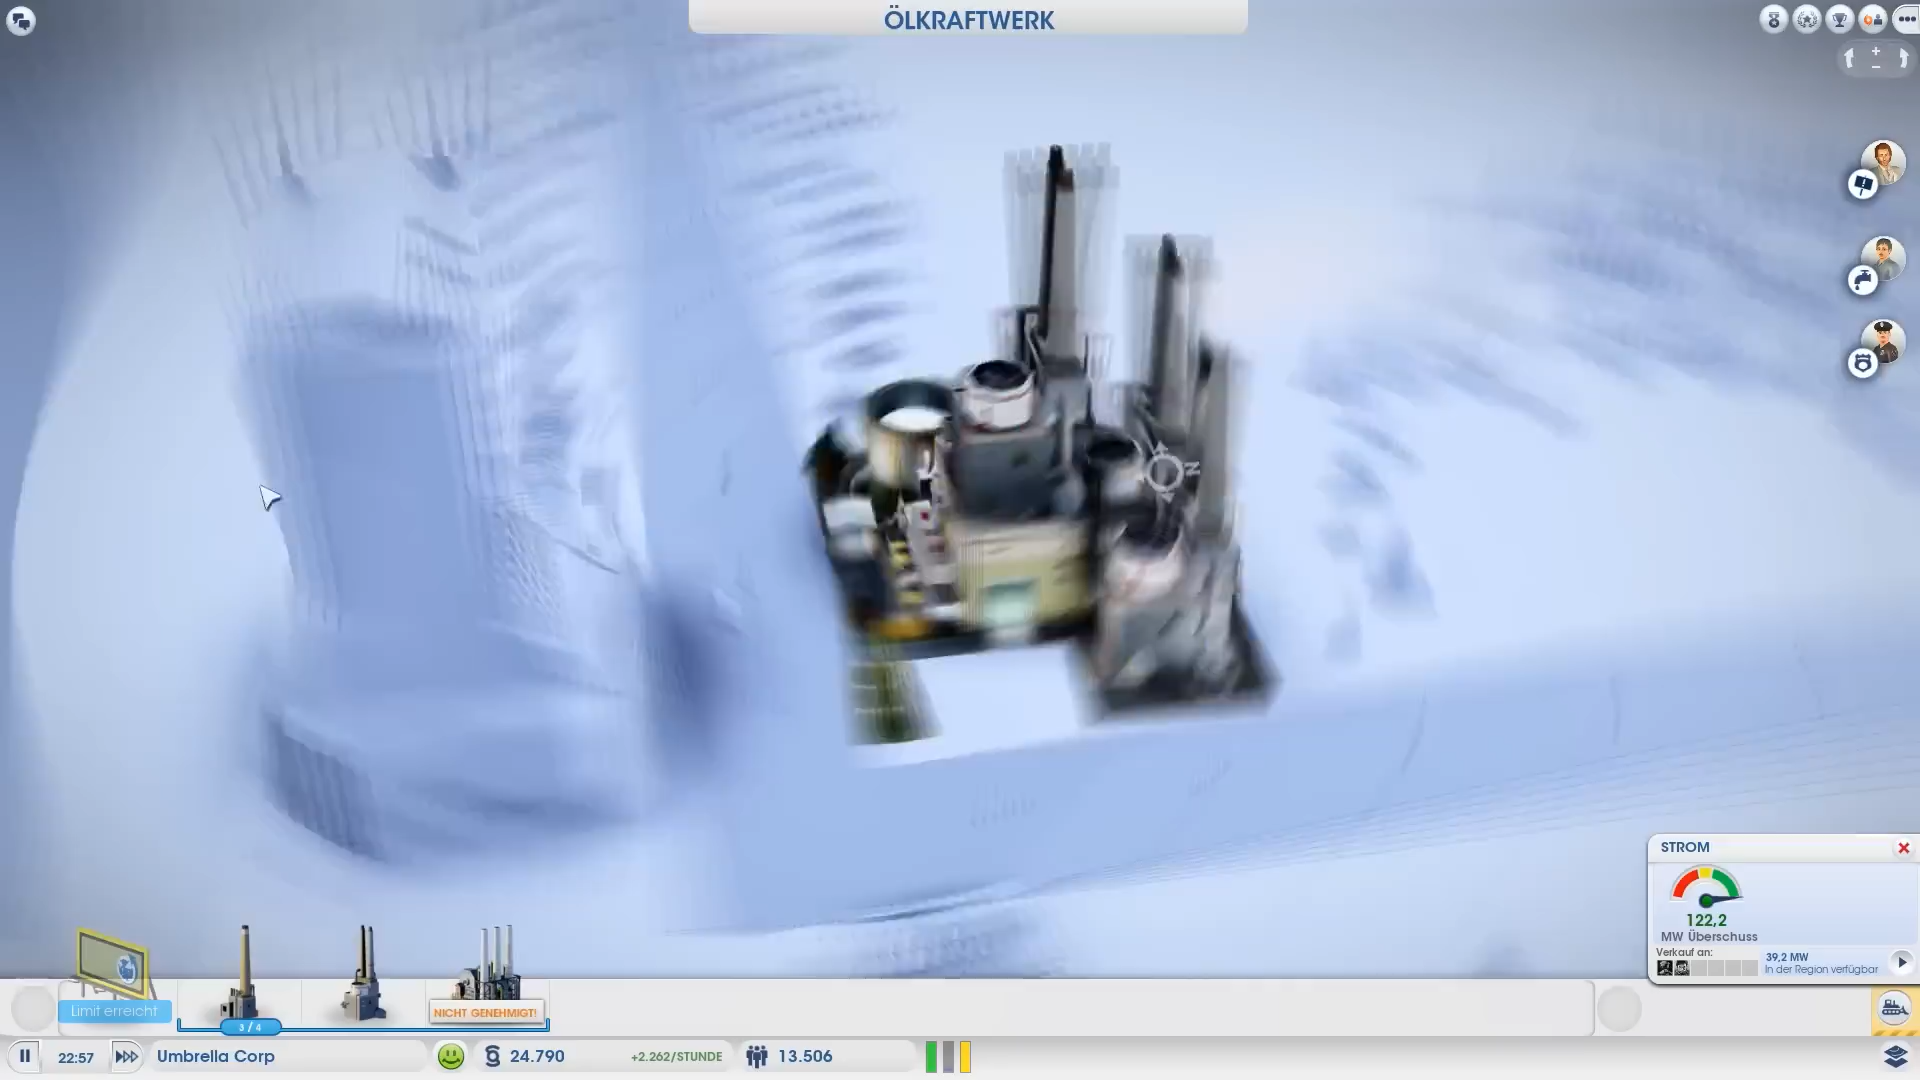 ÖLKRAFTWERK
N
STROM
122,2
MW Überschuss
Verkauf an:
39,2 MW
In der Region verfügbar
Limit erreicht
NICHT GENEHMIGT!
3 / 4
22:57
Umbrella Corp
24.790
+2.262/STUNDE
13.506